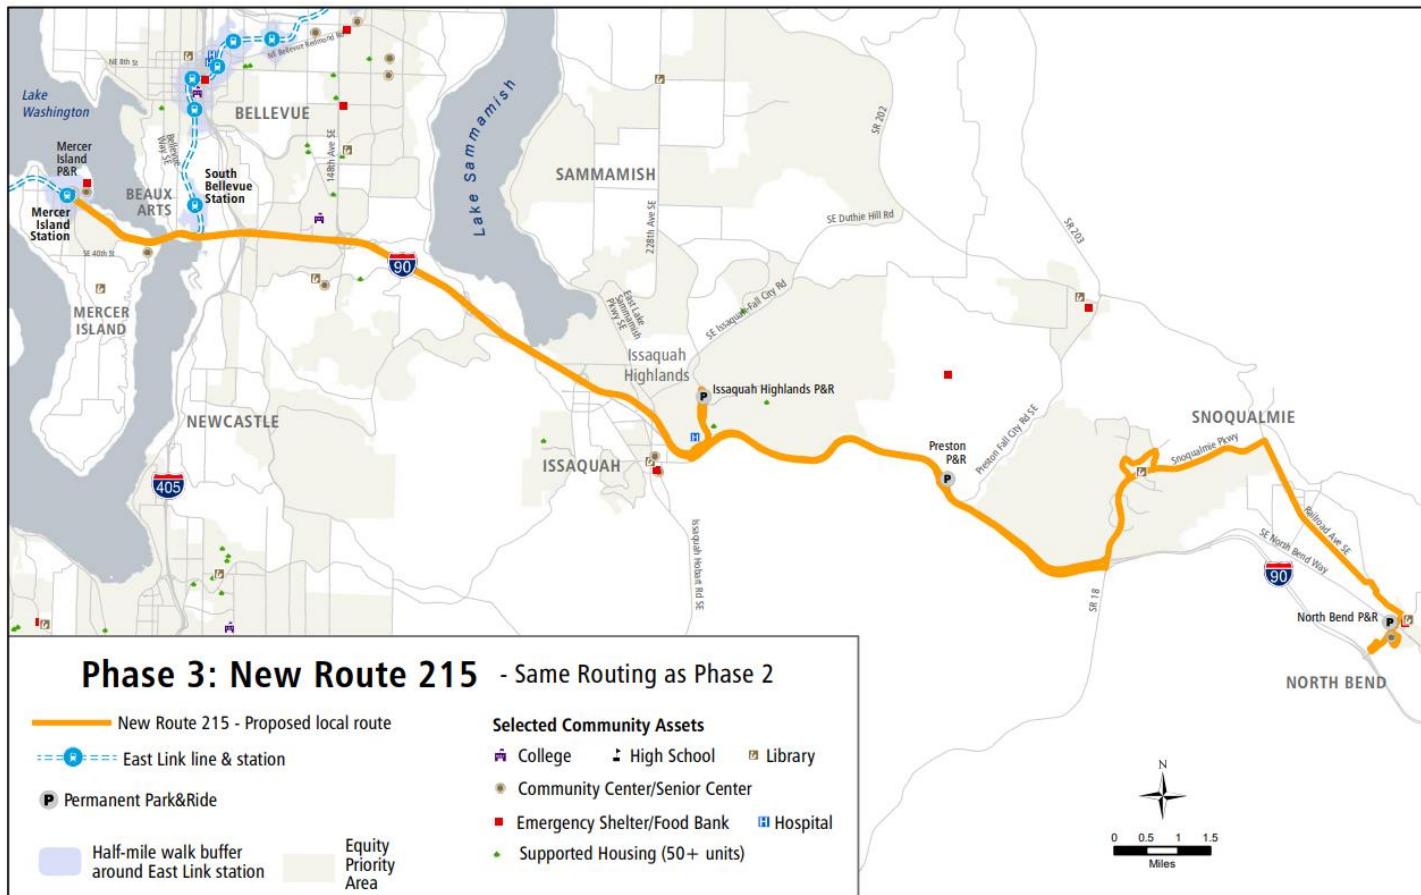 Lake
Washington
NE 8th St
NE Bellevue Redmond Rd
BELLEVUE
Mercer
Island
P&R
Bellevue
Way SE
148th Ave SE
BEAUX
ARTS
South
Bellevue
Station
Mercer
Island
Station
SE 40th St
MERCER
ISLAND
90
Lake Sammamish
SAMMAMISH
228th Ave SE
SR 202
SE Duthie Hill Rd
SR 203
East Lake
Sammamish
Pkwy SE
SE Issaquah-Fall City Rd
Issaquah
Highlands
P
Issaquah Highlands P&R
H
NEWCASTLE
405
ISSAQUAH
Issaquah Hobart Rd SE
Preston
P&R
P
Preston Fall City Rd SE
SNOQUALMIE
Snoqualmie Pkwy
Railroad Ave SE
SE North Bend Way
90
SR 18
North Bend P&R
P
NORTH BEND
Phase 3: New Route 215 - Same Routing as Phase 2
New Route 215 - Proposed local route
East Link line & station
P Permanent Park&Ride
Half-mile walk buffer
around East Link station
Equity
Priority
Area
Selected Community Assets
College
High School
Library
Community Center/Senior Center
Emergency Shelter/Food Bank
H Hospital
Supported Housing (50+ units)
N
0 0.5 1 1.5
Miles